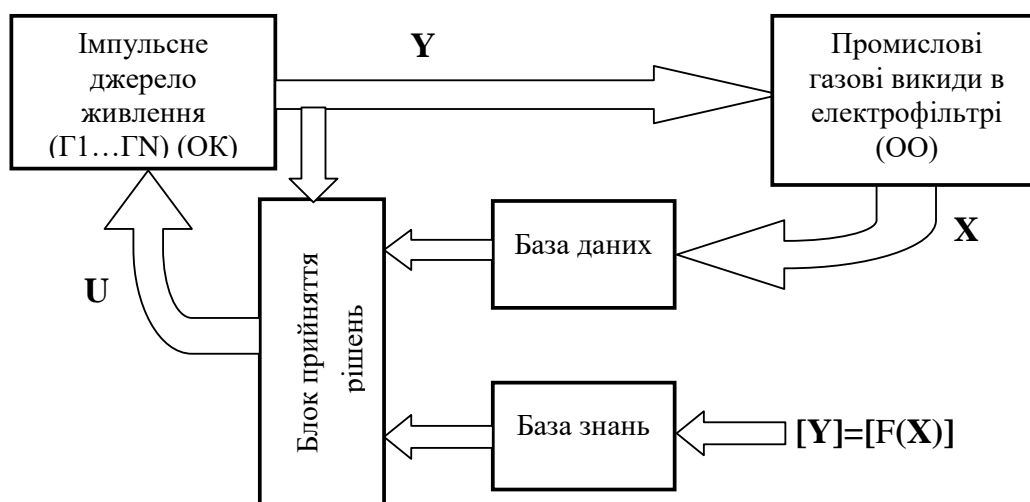 Імпульсне
джерело
живлення
(Г1…ГN) (ОК)
Y
Промислові
газові викиди в
електрофільтрі
(ОО)
База даних
X
U
Блок прийняття
рішень
База знань
[Y]=[F(X)]